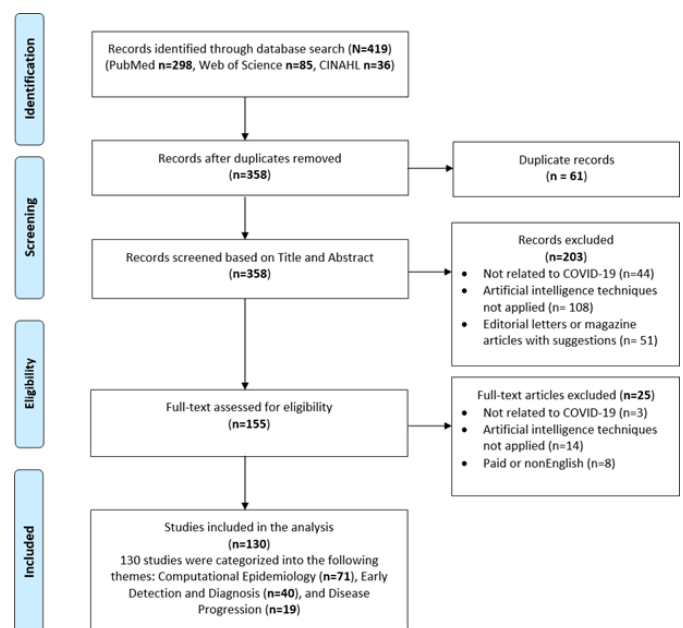 Identification
Records identified through database search (N=419)
(PubMed n=298, Web of Science n=85, CINAHL n=36)
Screening
Records after duplicates removed
(n=358)
Duplicate records
(n = 61)
Records screened based on Title and Abstract
(n=358)
Records excluded
(n=203)
• Not related to COVID-19 (n=44)
• Artificial intelligence techniques
not applied (n= 108)
• Editorial letters or magazine
articles with suggestions (n= 51)
Eligibility
Full-text assessed for eligibility
(n=155)
Full-text articles excluded (n=25)
• Not related to COVID-19 (n=3)
• Artificial intelligence techniques
not applied (n=14)
• Paid or nonEnglish (n=8)
Included
Studies included in the analysis
(n=130)
130 studies were categorized into the following
themes: Computational Epidemiology (n=71), Early
Detection and Diagnosis (n=40), and Disease
Progression (n=19)